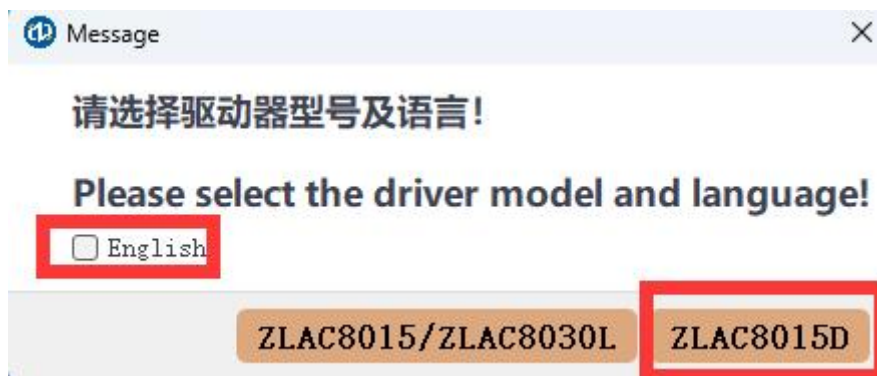 Message
请选择驱动器型号及语言!
Please select the driver model and language!
English
ZLAC8015/ZLAC8030L ZLAC8015D